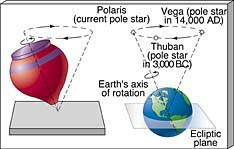 Polaris
(current pole star)
Vega (pole star
in 14,000 AD)
Thuban
(pole star
in 3,000 BC)
Earth's axis
of rotation
Ecliptic
plane